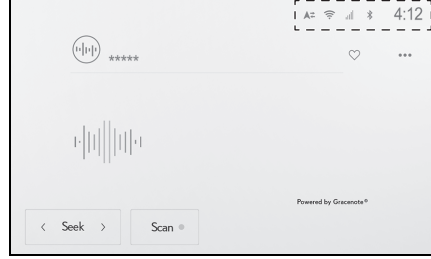 A= 4:12
*****
Powered by Gracenote®
< Seek > Scan